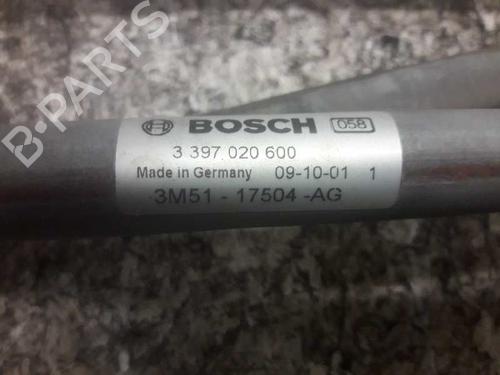 B-PARTS
BOSCH 058
3 397 020 600
Made in Germany 09-10-01 1
3M51 - 17504 -AG